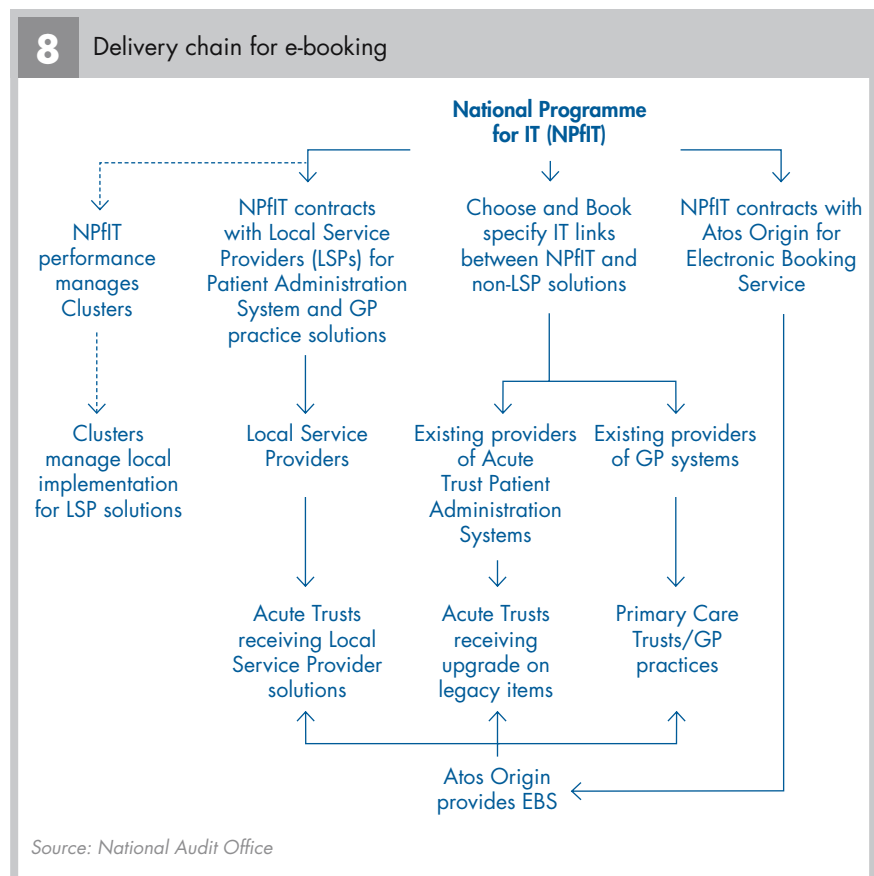 8
Delivery chain for e-booking
National Programme
for IT (NPfIT)
NPfIT
performance
manages
Clusters
NPfIT contracts
with Local Service
Providers (LSPs) for
Patient Administration
System and GP
practice solutions
Choose and Book
specify IT links
between NPfIT and
non-LSP solutions
NPfIT contracts with
Atos Origin for
Electronic Booking
Service
Clusters
manage local
implementation
for LSP solutions
Local Service
Providers
Existing providers
of Acute
Trust Patient
Administration
Systems
Existing providers
of GP systems
Acute Trusts
receiving Local
Service Provider
solutions
Acute Trusts
receiving
upgrade on
legacy items
Primary Care
Trusts/GP
practices
Atos Origin
provides EBS
Source: National Audit Office